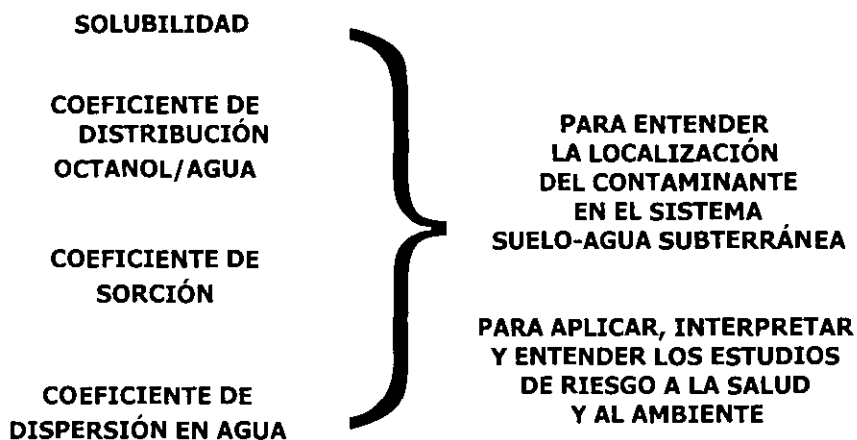 SOLUBILIDAD
COEFICIENTE DE
DISTRIBUCIÓN
OCTANOL/AGUA
COEFICIENTE DE
SORCIÓN
COEFICIENTE DE
DISPERSIÓN EN AGUA
PARA ENTENDER
LA LOCALIZACIÓN
DEL CONTAMINANTE
EN EL SISTEMA
SUELO-AGUA SUBTERRÁNEA
PARA APLICAR, INTERPRETAR
Y ENTENDER LOS ESTUDIOS
DE RIESGO A LA SALUD
Y AL AMBIENTE